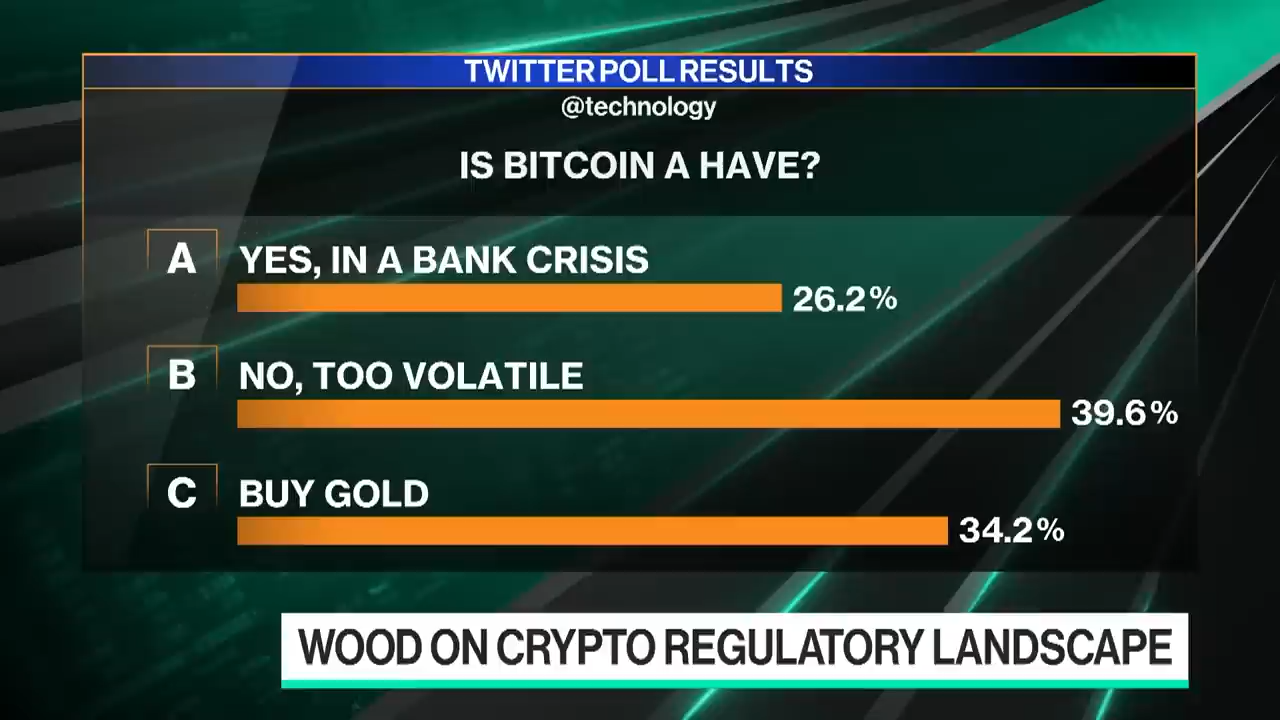 TWITTER POLL RESULTS
@technology
IS BITCOIN A HAVE?
A YES, IN A BANK CRISIS
26.2%
B NO, TOO VOLATILE
39.6%
C BUY GOLD
34.2%
WOOD ON CRYPTO REGULATORY LANDSCAPE